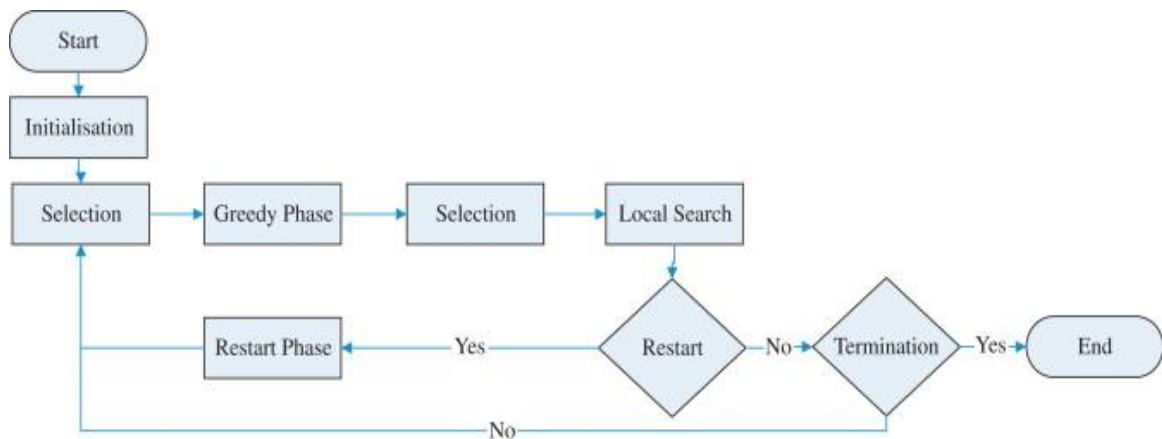 Start
Initialisation
Selection
Greedy Phase
Selection
Local Search
Restart Phase
Yes
Restart
No
Termination
Yes
End
No